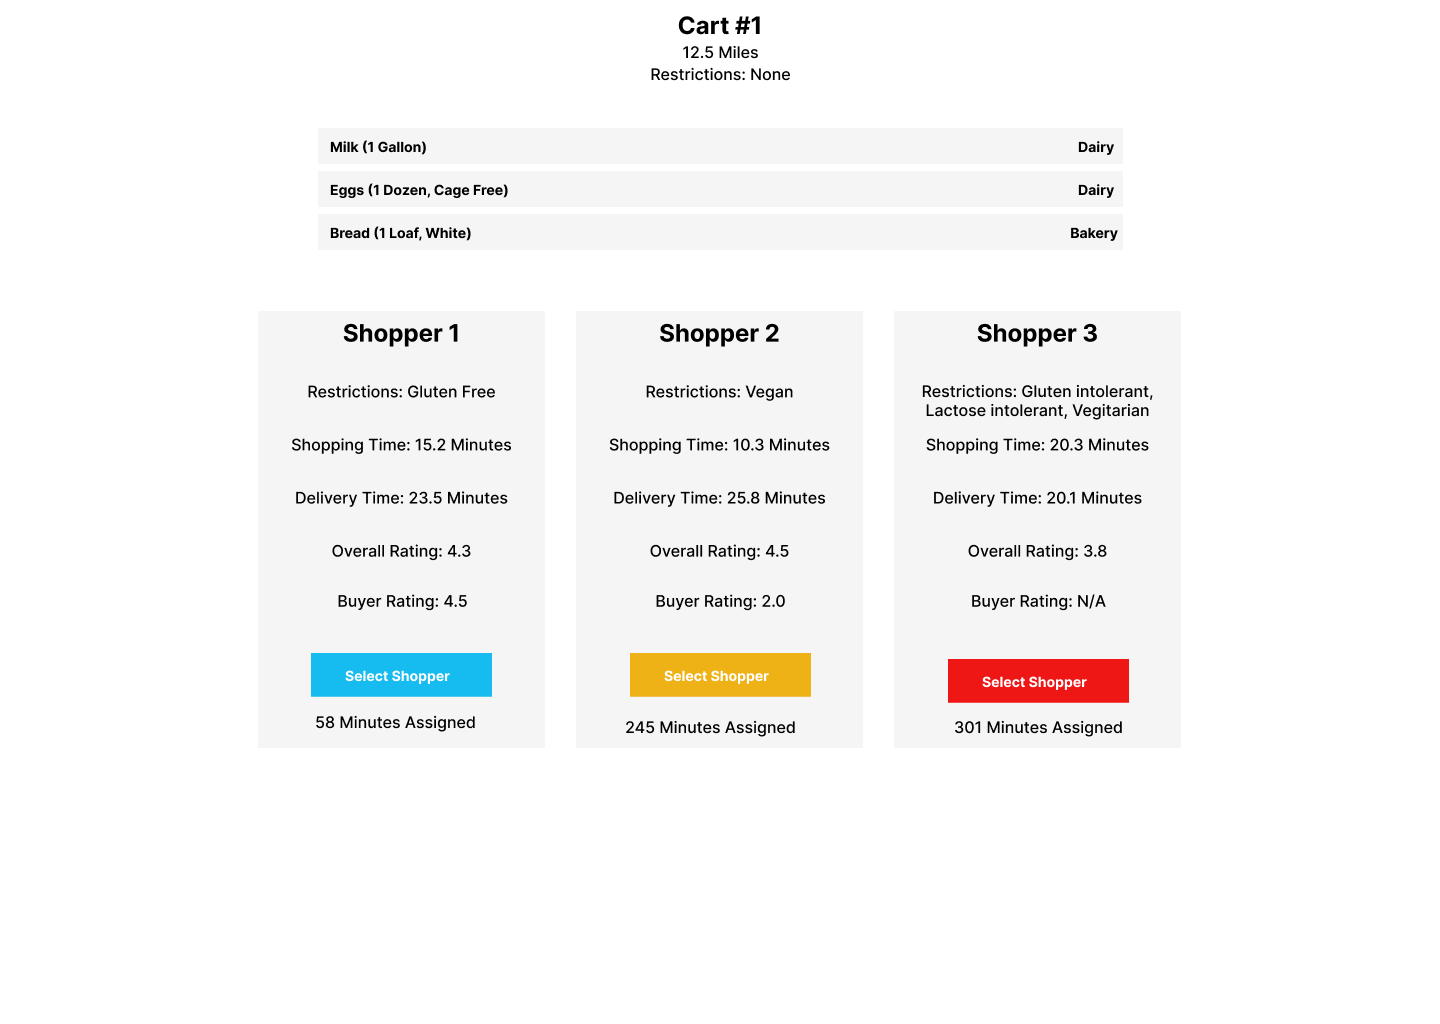 Cart #1
12.5 Miles
Restrictions: None
Milk (1 Gallon) Dairy
Eggs (1 Dozen, Cage Free) Dairy
Bread (1 Loaf, White) Bakery
Shopper 1
Restrictions: Gluten Free
Shopping Time: 15.2 Minutes
Delivery Time: 23.5 Minutes
Overall Rating: 4.3
Buyer Rating: 4.5
Select Shopper
58 Minutes Assigned
Shopper 2
Restrictions: Vegan
Shopping Time: 10.3 Minutes
Delivery Time: 25.8 Minutes
Overall Rating: 4.5
Buyer Rating: 2.0
Select Shopper
245 Minutes Assigned
Shopper 3
Restrictions: Gluten intolerant,
Lactose intolerant, Vegitarian
Shopping Time: 20.3 Minutes
Delivery Time: 20.1 Minutes
Overall Rating: 3.8
Buyer Rating: N/A
Select Shopper
301 Minutes Assigned